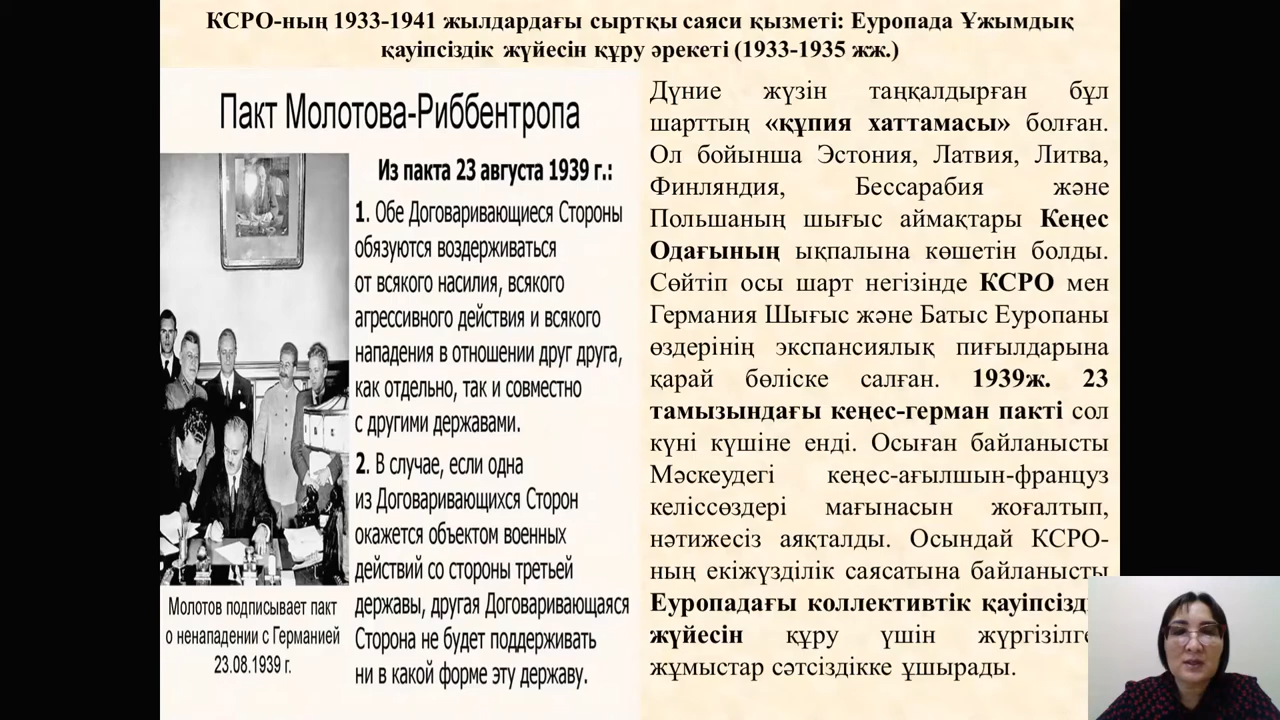 КСРО-ның 1933-1941 жылдардағы сыртқы саяси қызметі: Еуропада Ұжымдық
қауіпсіздік жүйесін құру әрекеті (1933-1935 жж.)
Пакт Молотова-Риббентропа
Из пакта 23 августа 1939 г.:
1. Обе Договаривающиеся Стороны
обязуются воздерживаться
от всякого насилия, всякого
агрессивного действия и всякого
нападения в отношении друг друга,
как отдельно, так и совместно
с другими державами.
2. В случае, если одна
из Договаривающихся Сторон
окажется объектом военных
действий со стороны третьей
державы, другая Договаривающаяся
Сторона не будет поддерживать
ни в какой форме эту державу.
Молотов подписывает пакт
о ненападении с Германией
23.08.1939 г.
Дүние жүзін таңқалдырған бұл
шарттың «құпия хаттамасы» болған.
Ол бойынша Эстония, Латвия, Литва,
Финляндия, Бессарабия және
Польшаның шығыс аймақтары Кеңес
Одағының ықпалына көшетін болды.
Сөйтіп осы шарт негізінде КСРО мен
Германия Шығыс және Батыс Еуропаны
өздерінің экспансиялық пиғылдарына
қарай бөліске салған. 1939ж. 23
тамызындағы кеңес-герман пакті сол
күні күшіне енді. Осыған байланысты
Мәскеудегі кеңес-ағылшын-француз
келіссөздері мағынасын жоғалтып,
нәтижесіз аяқталды. Осындай КСРО-
ның екіжүзділік саясатына байланысты
Еуропадағы коллективтік қауіпсізд
жүйесін құру үшін жүргізілге
жұмыстар сәтсіздікке ұшырады.